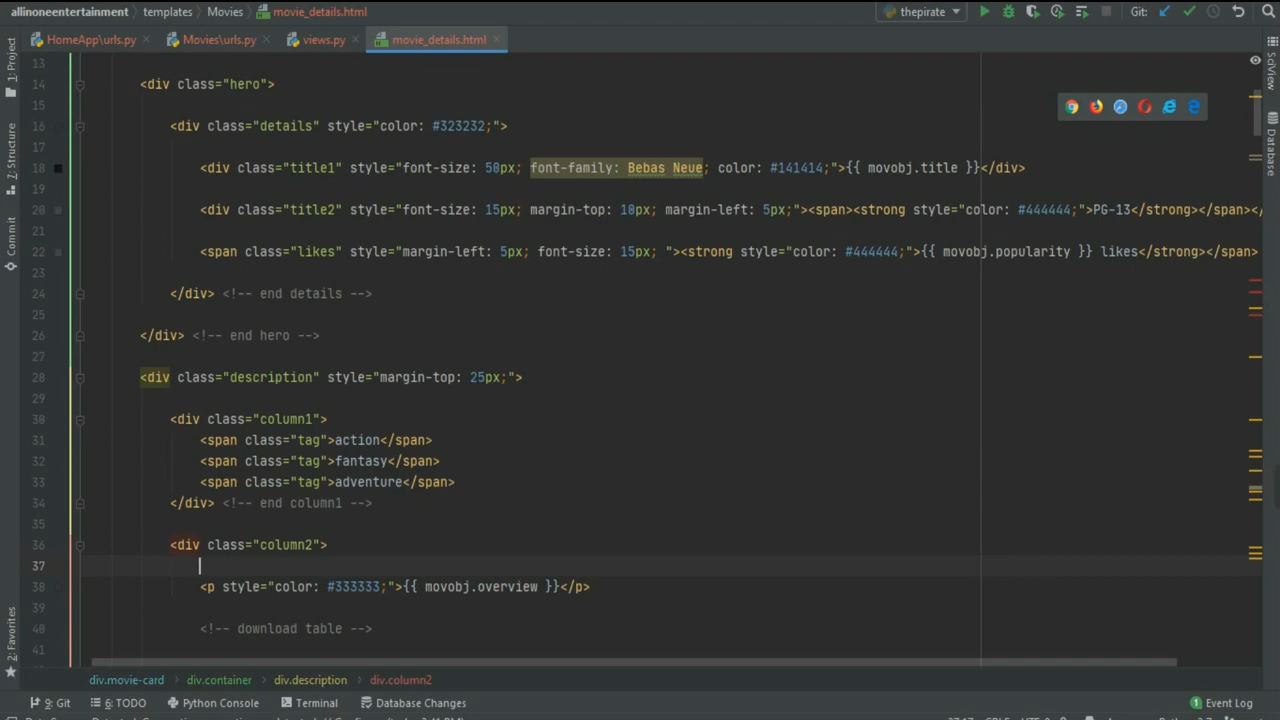 allinoneentertainment templates Movies movie_details.html thepirate Git:
HomeApp\urls.py Movies\urls.py views.py movie_details.html
1: Project
Z: Structure
Commit
2: Favorites
SciView
Database
13
14 <div class="hero">
15
16 <div class="details" style="color: #323232;">
17
18 <div class="title1" style="font-size: 50px; font-family: Bebas Neue; color: #141414;">{{ movobj.title }}</div>
19
20 <div class="title2" style="font-size: 15px; margin-top: 10px; margin-left: 5px;"><span><strong style="color: #444444;">PG-13</strong></span></
21
22 <span class="likes" style="margin-left: 5px; font-size: 15px; "><strong style="color: #444444;">{{ movobj.popularity }} likes</strong></span>
23
24 </div> <!-- end details -->
25
26 </div> <!-- end hero -->
27
28 <div class="description" style="margin-top: 25px;">
29
30 <div class="column1">
31 <span class="tag">action</span>
32 <span class="tag">fantasy</span>
33 <span class="tag">adventure</span>
34 </div> <!-- end column1 -->
35
36 <div class="column2">
37
38 <p style="color: #333333;">{{ movobj.overview }}</p>
39
40 <!-- download table -->
41
div.movie-card div.container div.description div.column2
9: Git 6: TODO Python Console Terminal Database Changes 1 Event Log